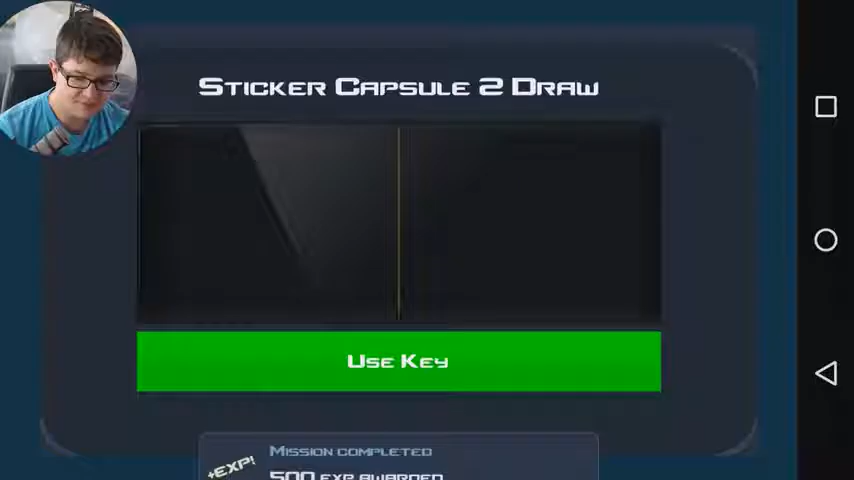 Sticker Capsule 2 Draw
Use Key
Mission completed
+EXP!
500 EXP awarded